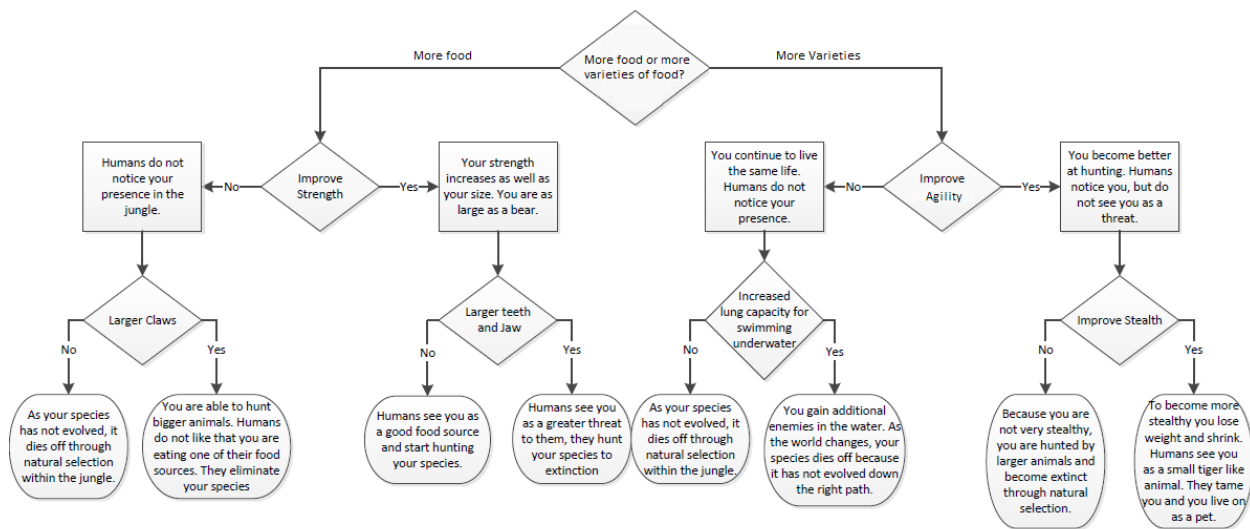 More food
More food or more
varieties of food?
More Varieties
Humans do not
notice your
presence in the
jungle.
No
Improve
Strength
Yes
Your strength
increases as well as
your size. You are as
large as a bear.
You continue to live
the same life.
Humans do not
notice your
presence.
No
Improve
Agility
Yes
You become better
at hunting. Humans
notice you, but do
not see you as a
threat.
Larger Claws
No
Yes
Larger teeth
and Jaw
No
Yes
Increased
lung capacity for
swimming
underwater
No
Yes
Improve Stealth
No
Yes
As your species
has not evolved, it
dies off through
natural selection
within the jungle.
You are able to hunt
bigger animals. Humans
do not like that you are
eating one of their food
sources. They eliminate
your species
Humans see you as
a good food source
and start hunting
your species.
Humans see you
as a greater threat
to them, they hunt
your species to
extinction
As your species
has not evolved, it
dies off through
natural selection
within the jungle.
You gain additional
enemies in the water. As
the world changes, your
species dies off because
it has not evolved down
the right path.
Because you are
not very stealthy,
you are hunted by
larger animals and
become extinct
through natural
selection.
To become more
stealthy you lose
weight and shrink.
Humans see you
as a small tiger like
animal. They tame
you and you live on
as a pet.